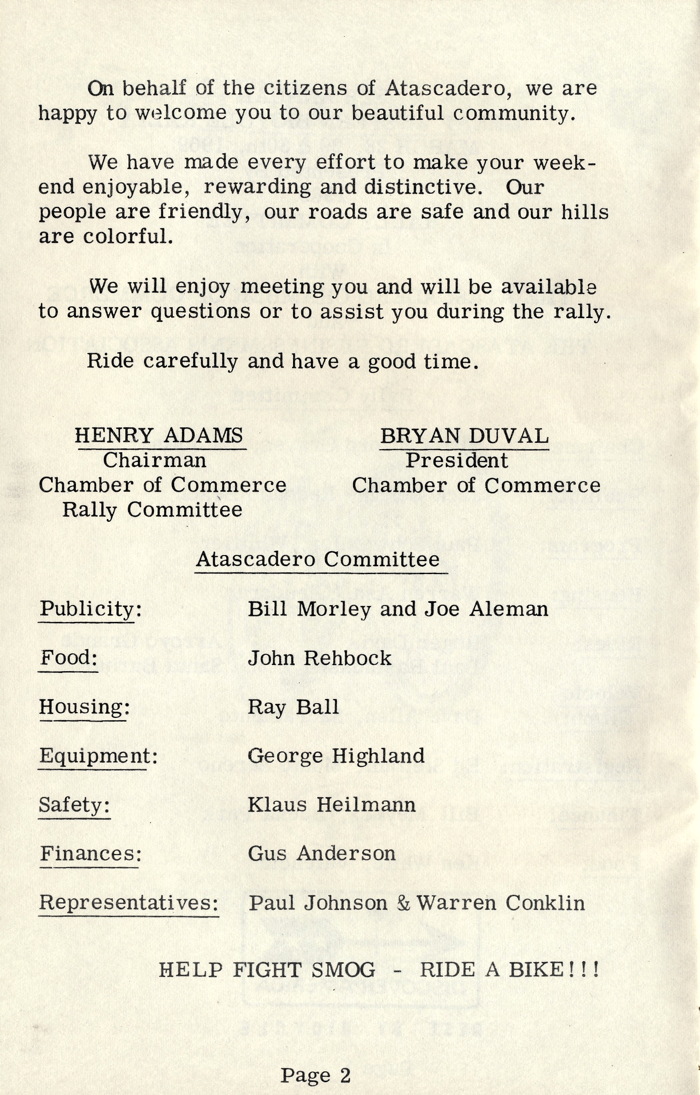 On behalf of the citizens of Atascadero, we are
happy to welcome you to our beautiful community.
We have made every effort to make your week-
end enjoyable, rewarding and distinctive. Our
people are friendly, our roads are safe and our hills
are colorful.
We will enjoy meeting you and will be available
to answer questions or to assist you during the rally.
Ride carefully and have a good time.
HENRY ADAMS
Chairman
Chamber of Commerce
Rally Committee
BRYAN DUVAL
President
Chamber of Commerce
Atascadero Committee
Publicity: Bill Morley and Joe Aleman
Food: John Rehbock
Housing: Ray Ball
Equipment: George Highland
Safety: Klaus Heilmann
Finances: Gus Anderson
Representatives: Paul Johnson & Warren Conklin
HELP FIGHT SMOG - RIDE A BIKE!!!
Page 2